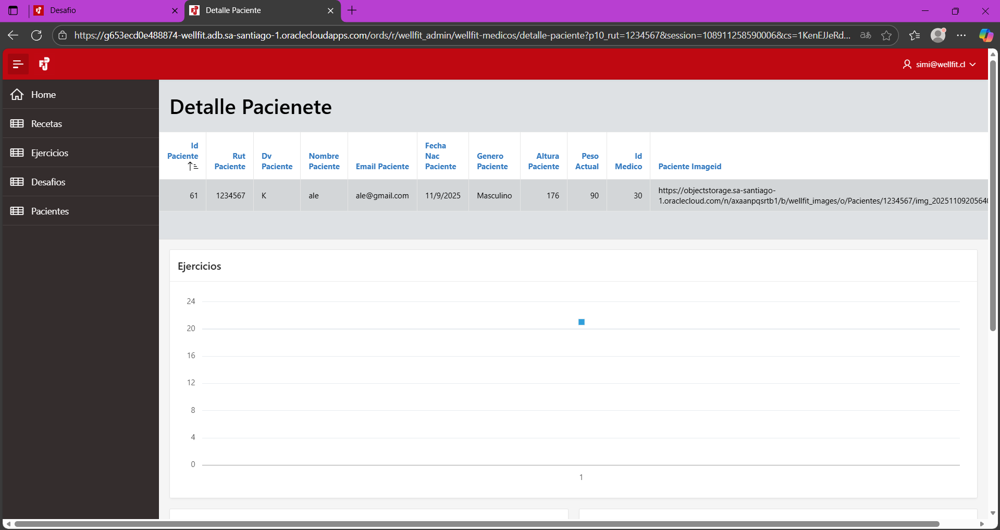 Desafio
Detalle Paciente
https://g653ecd0e488874-wellfit.adb.sa-santiago-1.oraclecloudapps.com/ords/r/wellfit_admin/wellfit-medicos/detalle-paciente?p10_rut=1234567&session=108911258590006&cs=1KenEJJeRd...
simi@wellfit.cl
Home
Recetas
Ejercicios
Desafios
Pacientes
Detalle Pacienete
Id
Paciente
Rut
Paciente
Dv
Paciente
Nombre
Paciente
Email Paciente
Fecha
Nac
Paciente
Genero
Paciente
Altura
Paciente
Peso
Actual
Id
Medico
Paciente Imageid
61
1234567
K
ale
ale@gmail.com
11/9/2025
Masculino
176
90
30
https://objectstorage.sa-santiago-
1.oraclecloud.com/n/axaanpqsrtb1/b/wellfit_images/o/Pacientes/1234567/img_2025110920564
Ejercicios
24
20
16
12
8
4
0
1